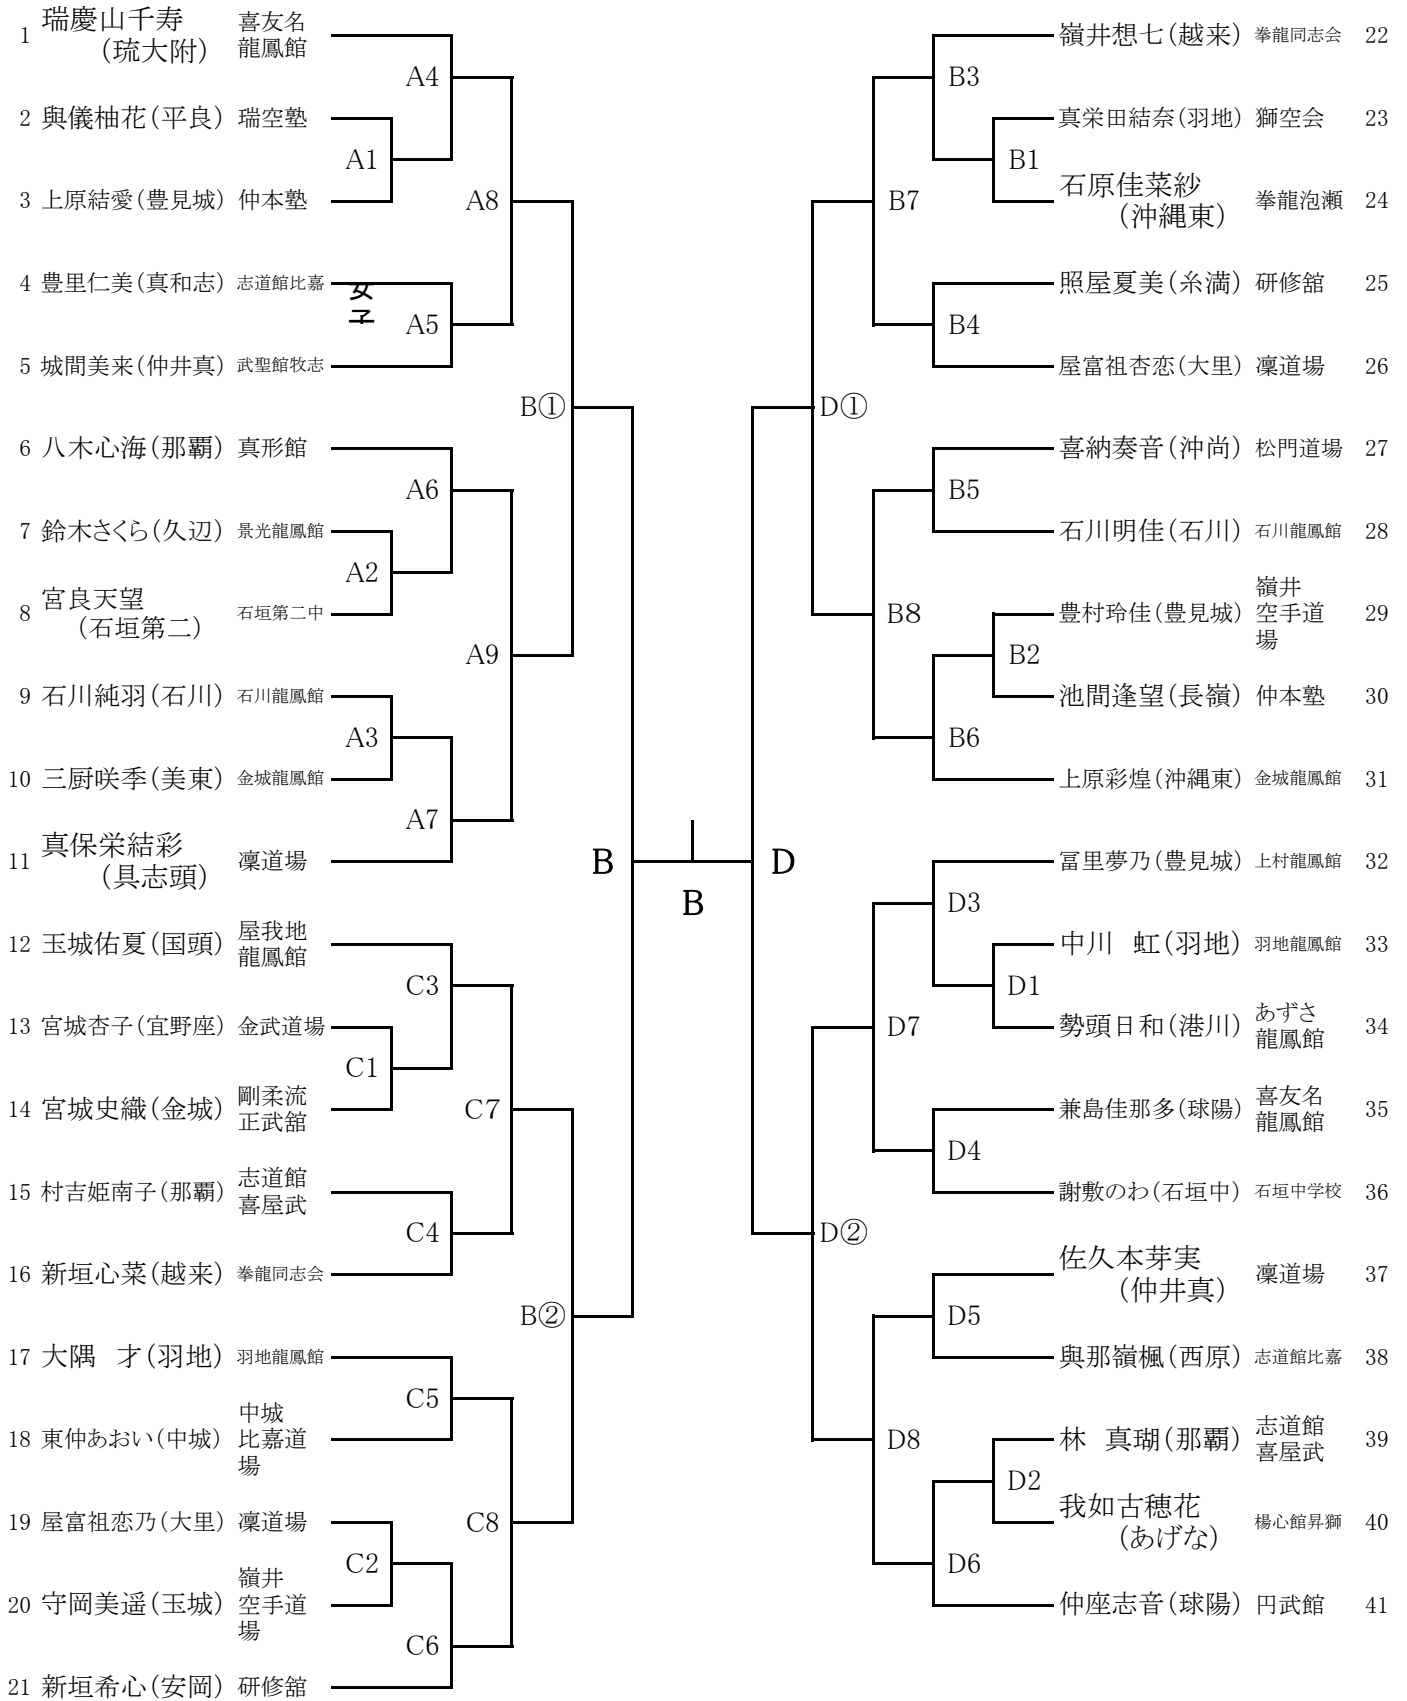 1 瑞慶山千寿(琉大附) 喜友名龍鳳館
2 與儀柚花(平良) 瑞空塾
3 上原結愛(豊見城) 仲本塾
4 豊里仁美(真和志) 志道館比嘉
5 城間美来(仲井真) 武聖館牧志
6 八木心海(那覇) 真形館
7 鈴木さくら(久辺) 景光龍鳳館
8 宮良天望(石垣第二) 石垣第二中
9 石川純羽(石川) 石川龍鳳館
10 三厨咲季(美東) 金城龍鳳館
11 真保栄結彩(具志頭) 凜道場
12 玉城佑夏(国頭) 屋我地龍鳳館
13 宮城杏子(宜野座) 金武道場
14 宮城史織(金城) 剛柔流正武舘
15 村吉姫南子(那覇) 志道館喜屋武
16 新垣心菜(越来) 拳龍同志会
17 大隅 才(羽地) 羽地龍鳳館
18 東仲あおい(中城) 中城比嘉道場
19 屋富祖恋乃(大里) 凜道場
20 守岡美遥(玉城) 嶺井空手道場
21 新垣希心(安岡) 研修舘
女子
A4
A1
A8
A5
B①
A6
A2
A9
A3
A7
B
C3
C1
C7
C4
B②
C5
C8
C2
C6
B
D
B3
B1
B7
B4
D①
B5
B8
B2
B6
D3
D1
D7
D4
D②
D5
D8
D2
D6
嶺井想七(越来) 拳龍同志会 22
真栄田結奈(羽地) 獅空会 23
石原佳菜紗(沖縄東) 拳龍泡瀬 24
照屋夏美(糸満) 研修舘 25
屋富祖杏恋(大里) 凜道場 26
喜納奏音(沖尚) 松門道場 27
石川明佳(石川) 石川龍鳳館 28
豊村玲佳(豊見城) 嶺井空手道場 29
池間逢望(長嶺) 仲本塾 30
上原彩煌(沖縄東) 金城龍鳳館 31
冨里夢乃(豊見城) 上村龍鳳館 32
中川 虹(羽地) 羽地龍鳳館 33
勢頭日和(港川) あずさ龍鳳館 34
兼島佳那多(球陽) 喜友名龍鳳館 35
謝敷のわ(石垣中) 石垣中学校 36
佐久本芽実(仲井真) 凜道場 37
與那嶺楓(西原) 志道館比嘉 38
林 真瑚(那覇) 志道館喜屋武 39
我如古穂花(あげな) 楊心館昇獅 40
仲座志音(球陽) 円武館 41